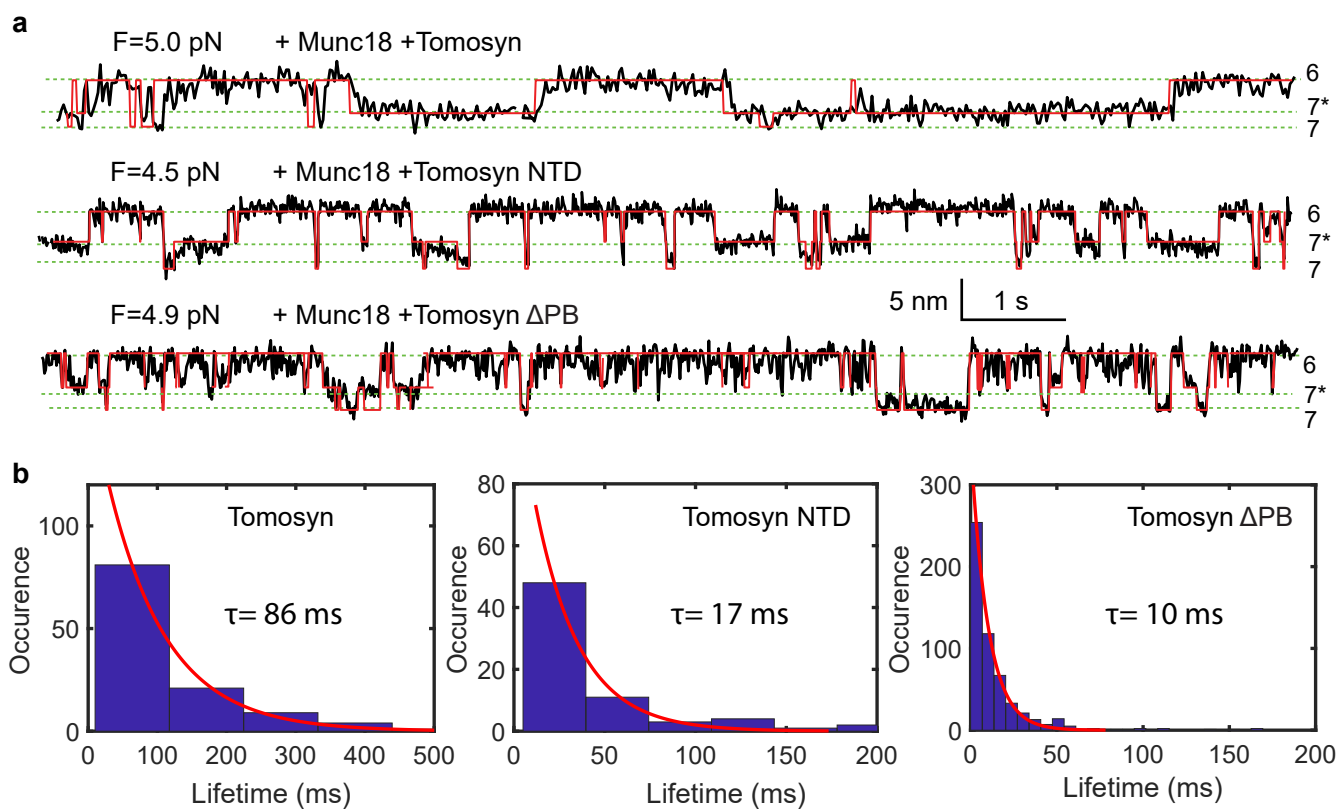 a
F=5.0 pN + Munc18 +Tomosyn
6
7*
7
F=4.5 pN + Munc18 +Tomosyn NTD
6
7*
7
5 nm 1 s
F=4.9 pN + Munc18 +Tomosyn ΔPB
6
7*
7
b
Occurence
100
50
0
Tomosyn
τ= 86 ms
0 100 200 300 400 500
Lifetime (ms)
Occurence
80
60
40
20
0
Tomosyn NTD
τ= 17 ms
0 50 100 150 200
Lifetime (ms)
Occurence
300
200
100
0
Tomosyn ΔPB
τ= 10 ms
0 50 100 150 200
Lifetime (ms)